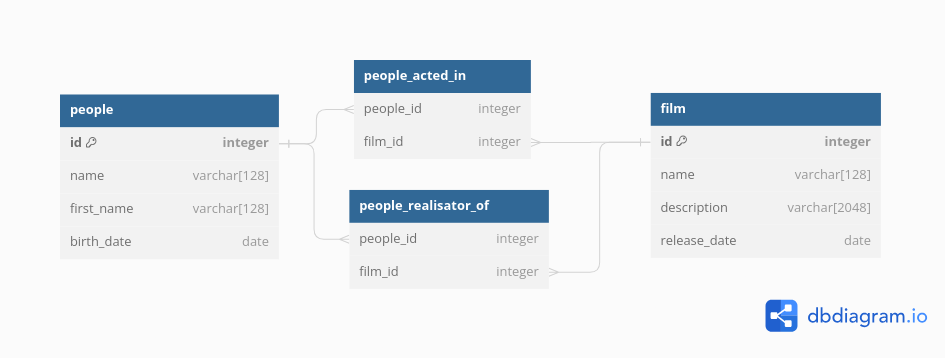 people
id integer
name varchar[128]
first_name varchar[128]
birth_date date
people_acted_in
people_id integer
film_id integer
people_realisator_of
people_id integer
film_id integer
film
id integer
name varchar[128]
description varchar[2048]
release_date date
dbdiagram.io